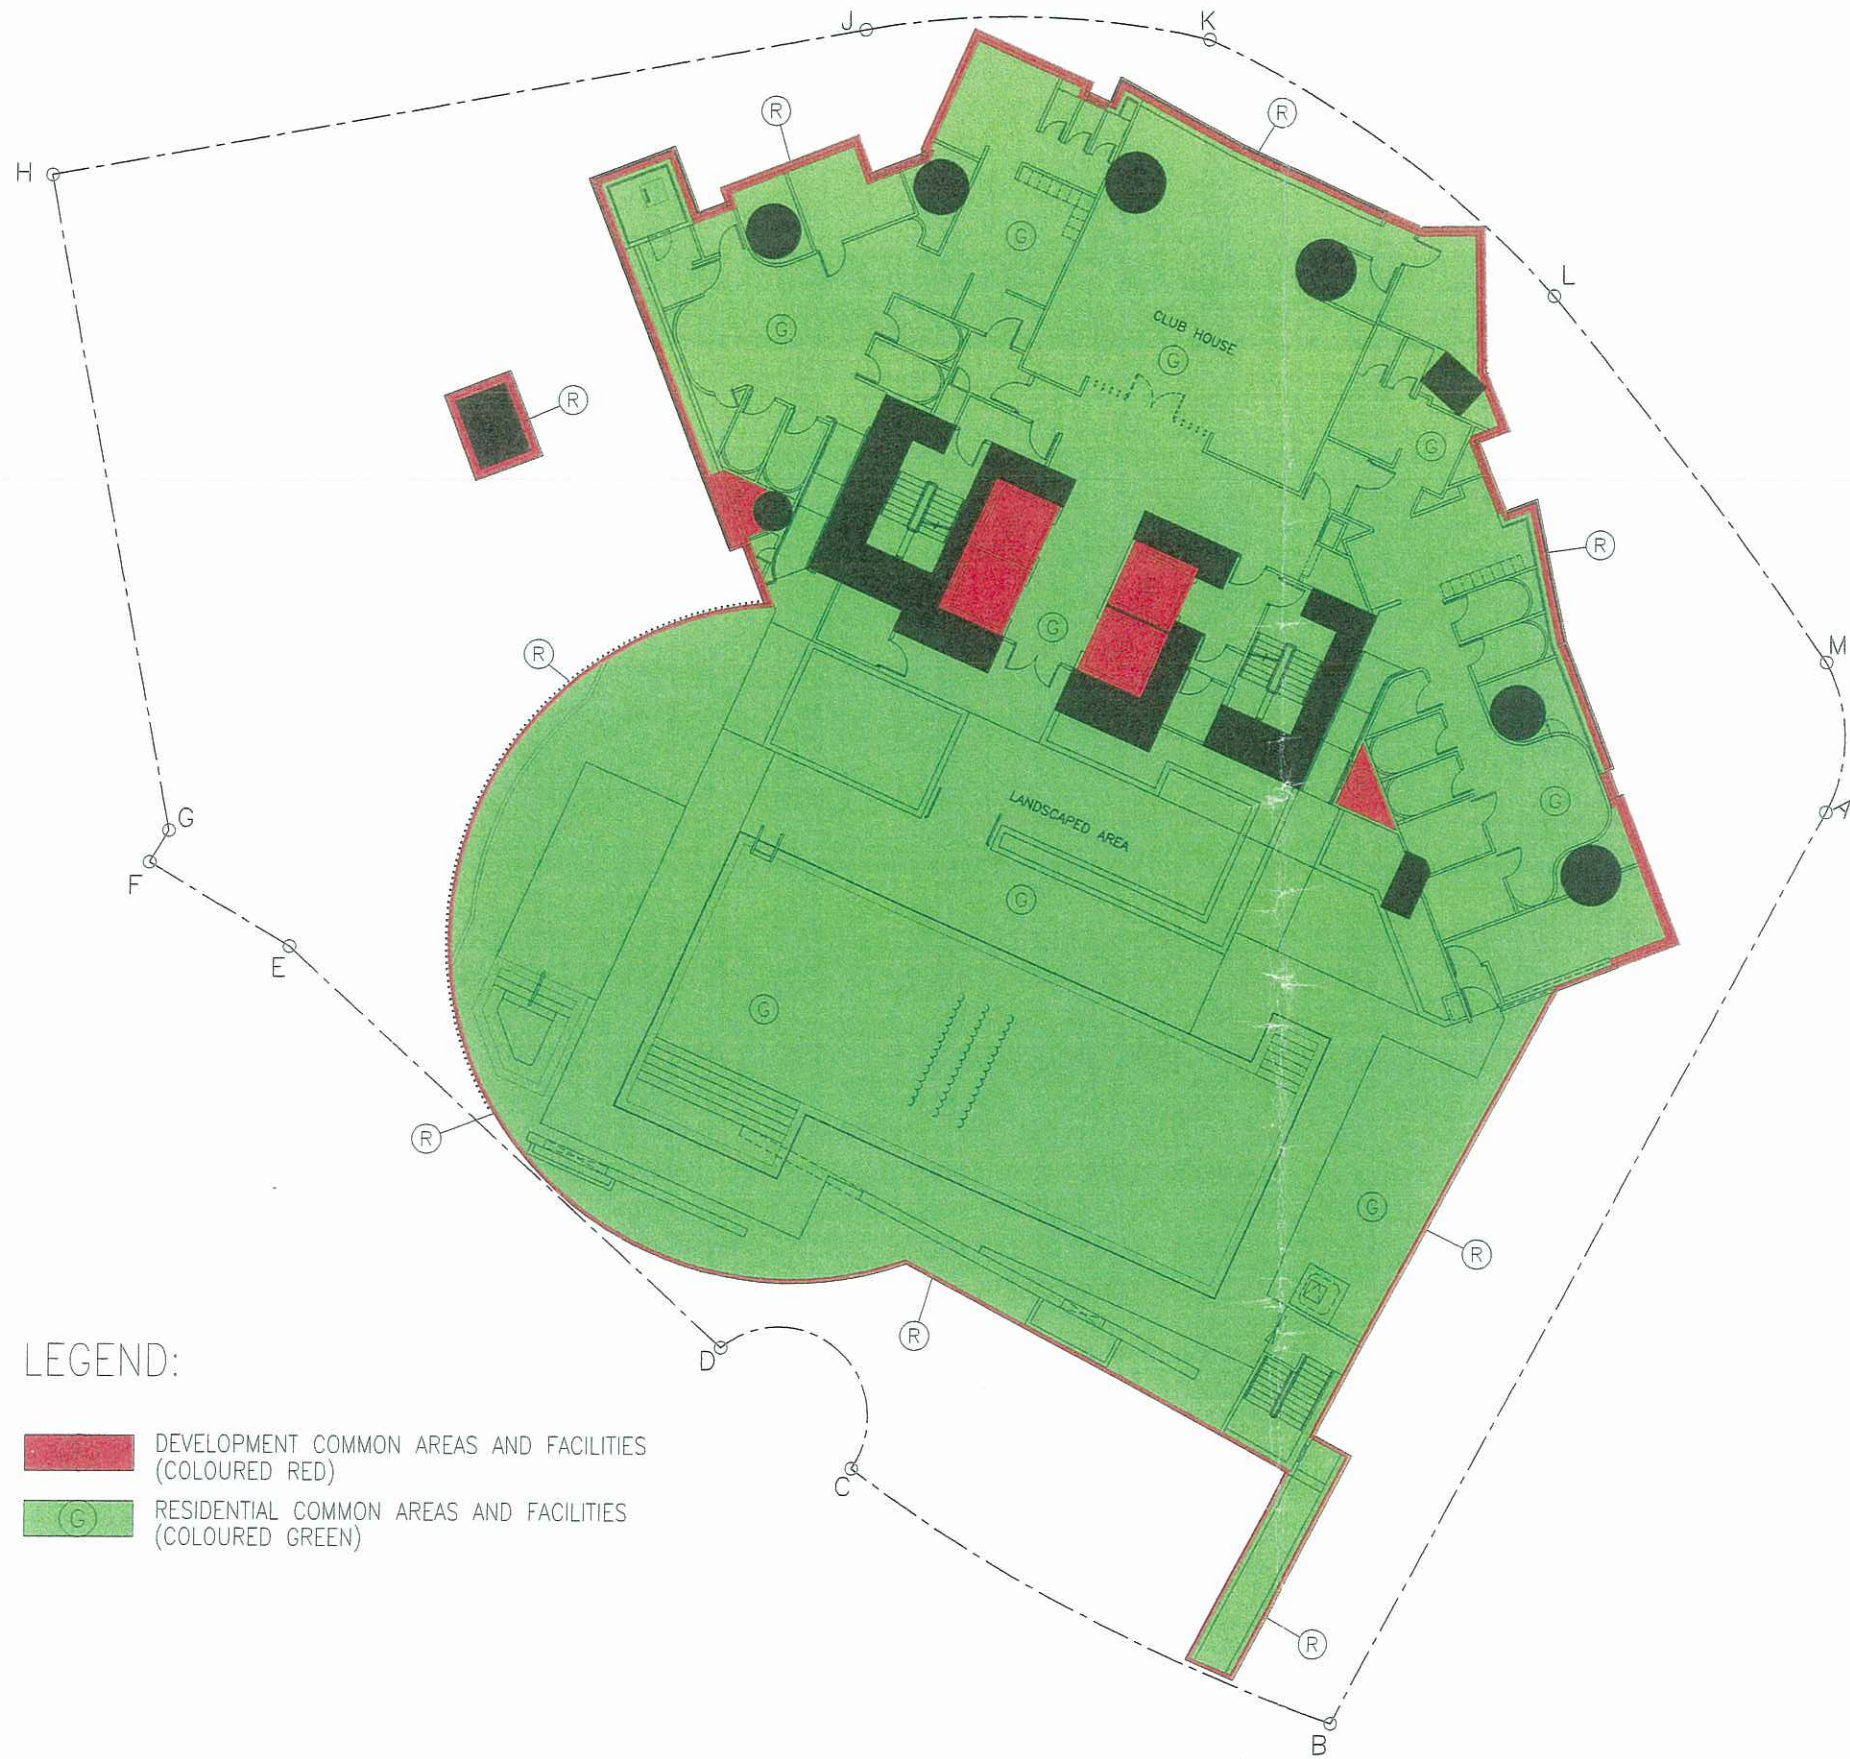 J
K
R
R
H
G
L
CLUB HOUSE
G
G
R
G
R
G
R
M
G
A
LANDSCAPED AREA
G
F
G
E
G
R
G
R
R
LEGEND:
D
DEVELOPMENT COMMON AREAS AND FACILITIES
(COLOURED RED)
C
G
RESIDENTIAL COMMON AREAS AND FACILITIES
(COLOURED GREEN)
R
B